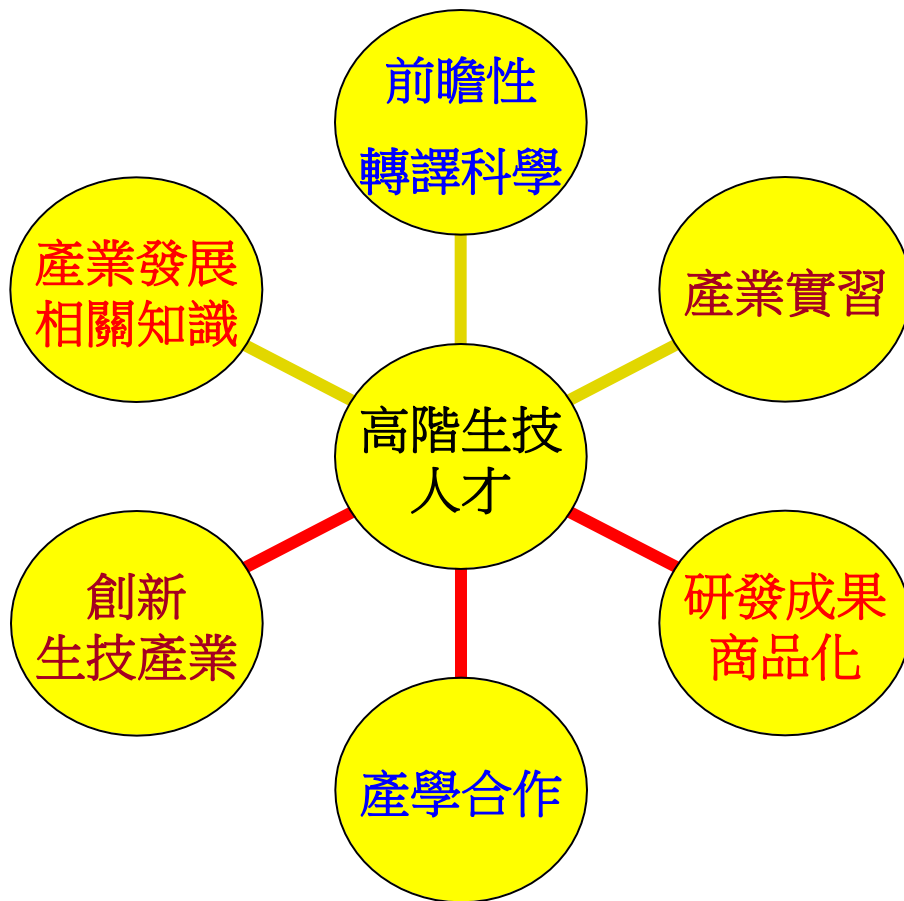 前瞻性
轉譯科學
產業發展
相關知識
產業實習
高階生技
人才
創新
生技產業
研發成果
商品化
產學合作